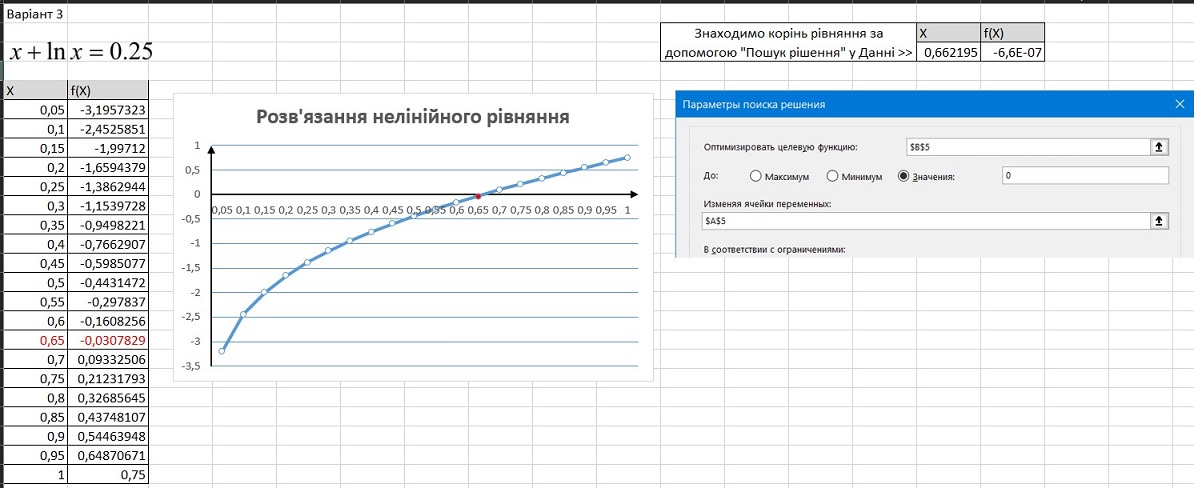 Варіант 3
x + ln x = 0.25
X f(X)
0,05 -3,1957323
0,1 -2,4525851
0,15 -1,99712
0,2 -1,6594379
0,25 -1,3862944
0,3 -1,1539728
0,35 -0,9498221
0,4 -0,7662907
0,45 -0,5985077
0,5 -0,4431472
0,55 -0,297837
0,6 -0,1608256
0,65 -0,0307829
0,7 0,09332506
0,75 0,21231793
0,8 0,32685645
0,85 0,43748107
0,9 0,54463948
0,95 0,64870671
1 0,75
Розв'язання нелінійного рівняння
1
0,5
0
0,05 0,1 0,15 0,2 0,25 0,3 0,35 0,4 0,45 0,5 0,55 0,6 0,65 0,7 0,75 0,8 0,85 0,9 0,95 1
-0,5
-1
-1,5
-2
-2,5
-3
-3,5
Знаходимо корінь рівняння за X f(X)
допомогою "Пошук рішення" у Данні >> 0,662195 -6,6E-07
Параметры поиска решения
Оптимизировать целевую функцию: $B$5
До: Максимум Минимум Значения: 0
Изменяя ячейки переменных:
$A$5
В соответствии с ограничениями: